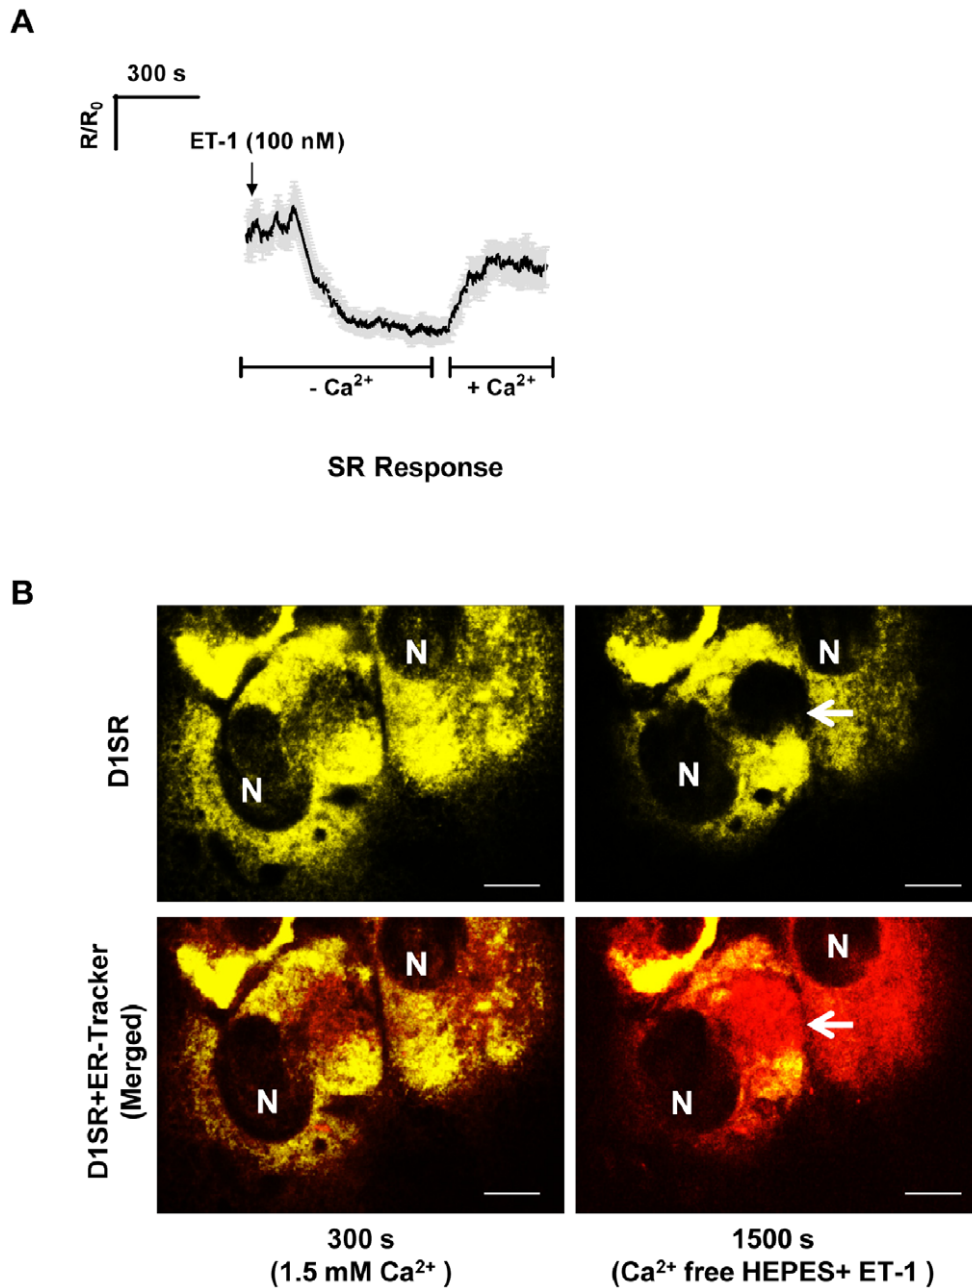 A
300 s
R/R₀
ET-1 (100 nM)
- Ca²⁺
+ Ca²⁺
SR Response
B
D1SR
N
N
N
N
D1SR+ER-Tracker
(Merged)
N
N
N
N
300 s
(1.5 mM Ca²⁺ )
1500 s
(Ca²⁺ free HEPES+ ET-1 )